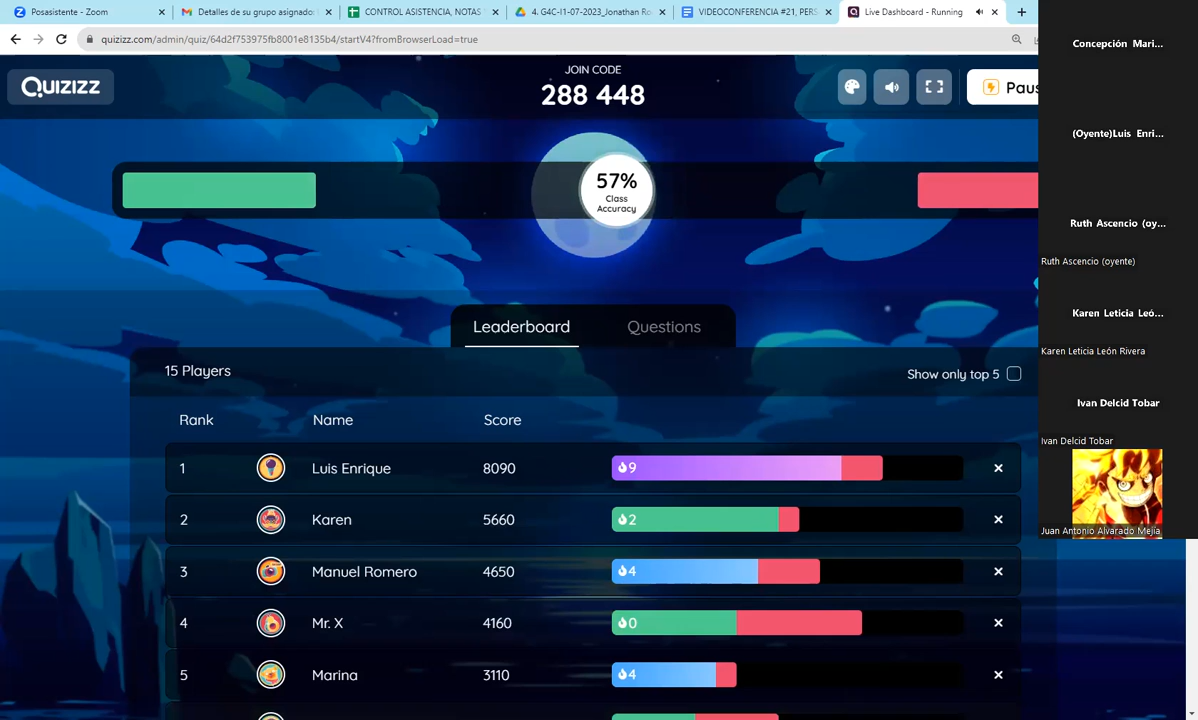 Posasistente - Zoom
Detalles de su grupo asignado
CONTROL ASISTENCIA, NOTAS
4. G4C-I1-07-2023_Jonathan Ro
VIDEOCONFERENCIA #21, PERS
Live Dashboard - Running
quizizz.com/admin/quiz/64d2f753975fb8001e8135b4/startV4?fromBrowserLoad=true
QUIZIZZ
JOIN CODE
288 448
Paus
57%
Class
Accuracy
Leaderboard
Questions
15 Players
Show only top 5
Rank Name Score
1 Luis Enrique 8090 9
2 Karen 5660 2
3 Manuel Romero 4650 4
4 Mr. X 4160 0
5 Marina 3110 4
Concepción Mari...
(Oyente)Luis Enri...
Ruth Ascencio (oy...
Ruth Ascencio (oyente)
Karen Leticia Leó...
Karen Leticia León Rivera
Ivan Delcid Tobar
Ivan Delcid Tobar
Juan Antonio Alvarado Mejia